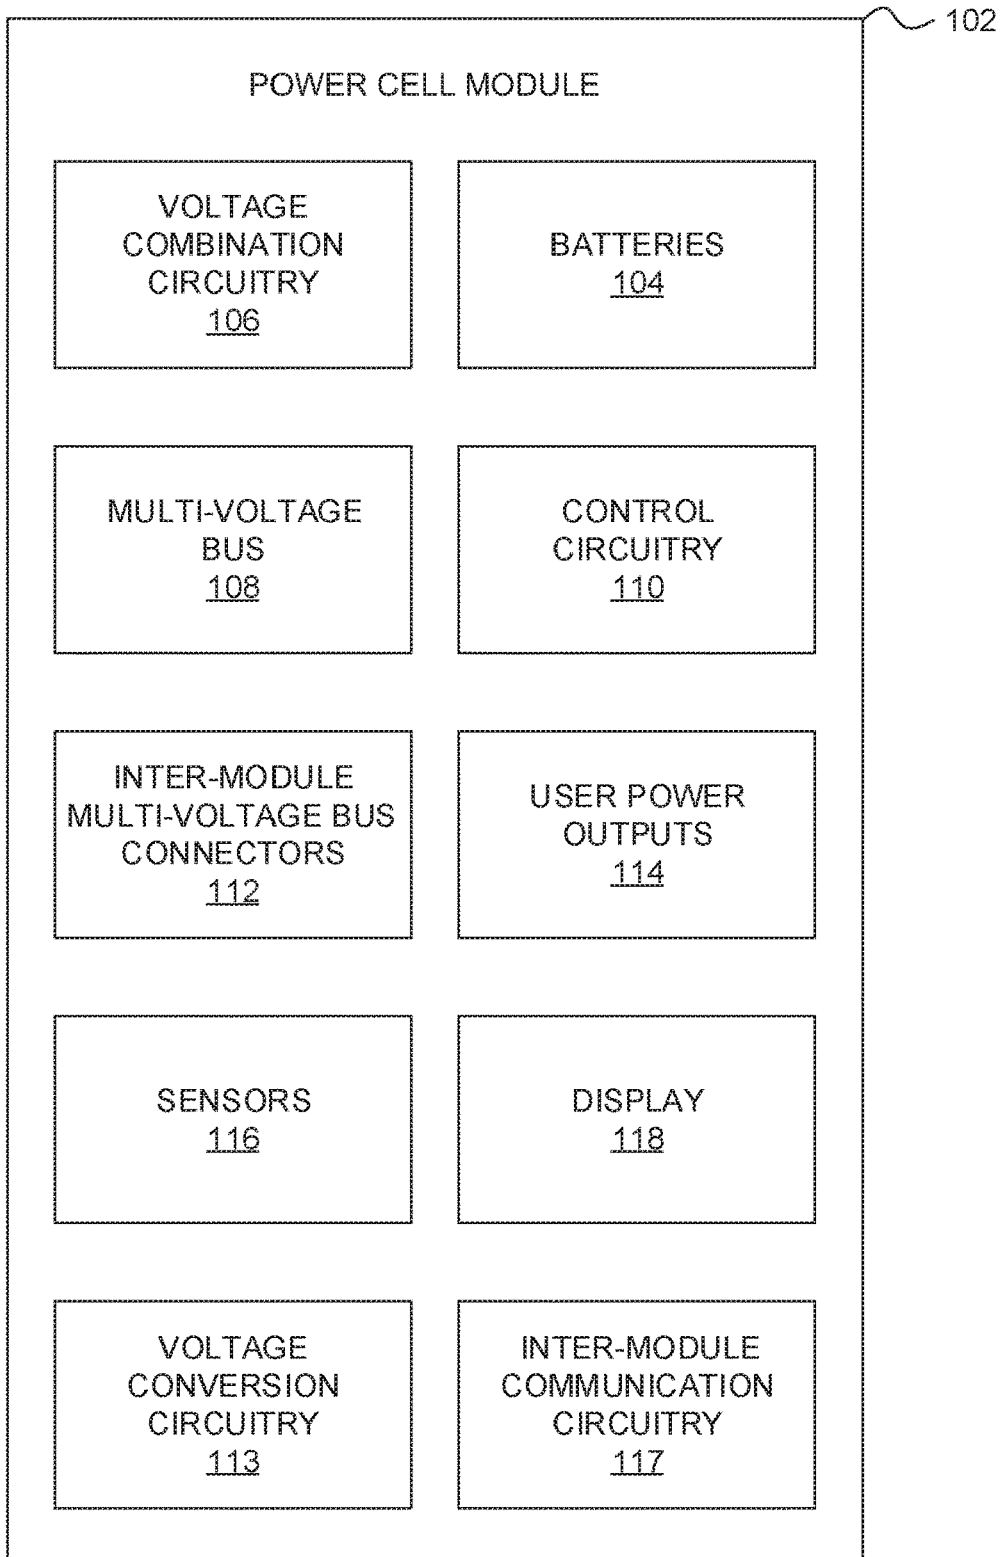 102
POWER CELL MODULE
VOLTAGE
COMBINATION
CIRCUITRY
106
BATTERIES
104
MULTI-VOLTAGE
BUS
108
CONTROL
CIRCUITRY
110
INTER-MODULE
MULTI-VOLTAGE BUS
CONNECTORS
112
USER POWER
OUTPUTS
114
SENSORS
116
DISPLAY
118
VOLTAGE
CONVERSION
CIRCUITRY
113
INTER-MODULE
COMMUNICATION
CIRCUITRY
117